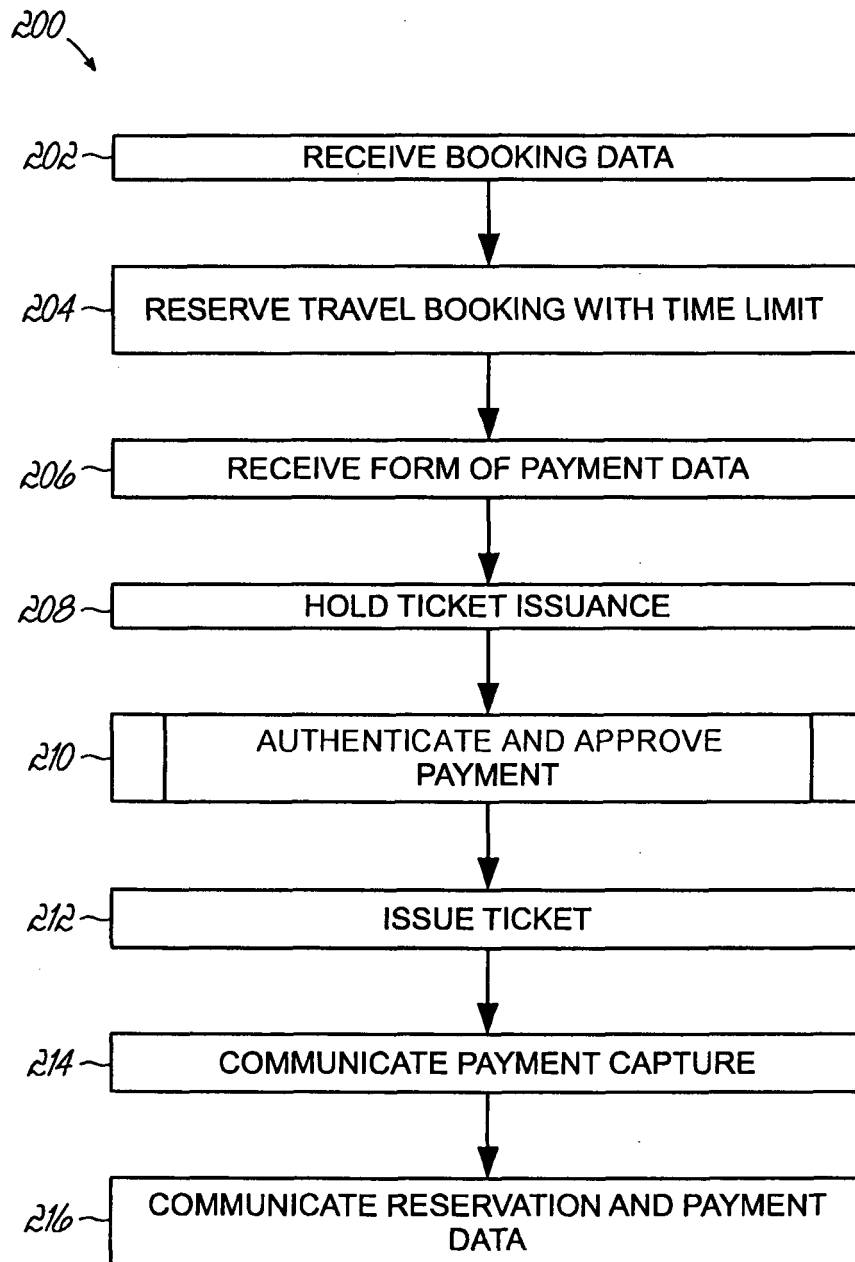 200
202 RECEIVE BOOKING DATA
204 RESERVE TRAVEL BOOKING WITH TIME LIMIT
206 RECEIVE FORM OF PAYMENT DATA
208 HOLD TICKET ISSUANCE
210 AUTHENTICATE AND APPROVE
PAYMENT
212 ISSUE TICKET
214 COMMUNICATE PAYMENT CAPTURE
216 COMMUNICATE RESERVATION AND PAYMENT
DATA